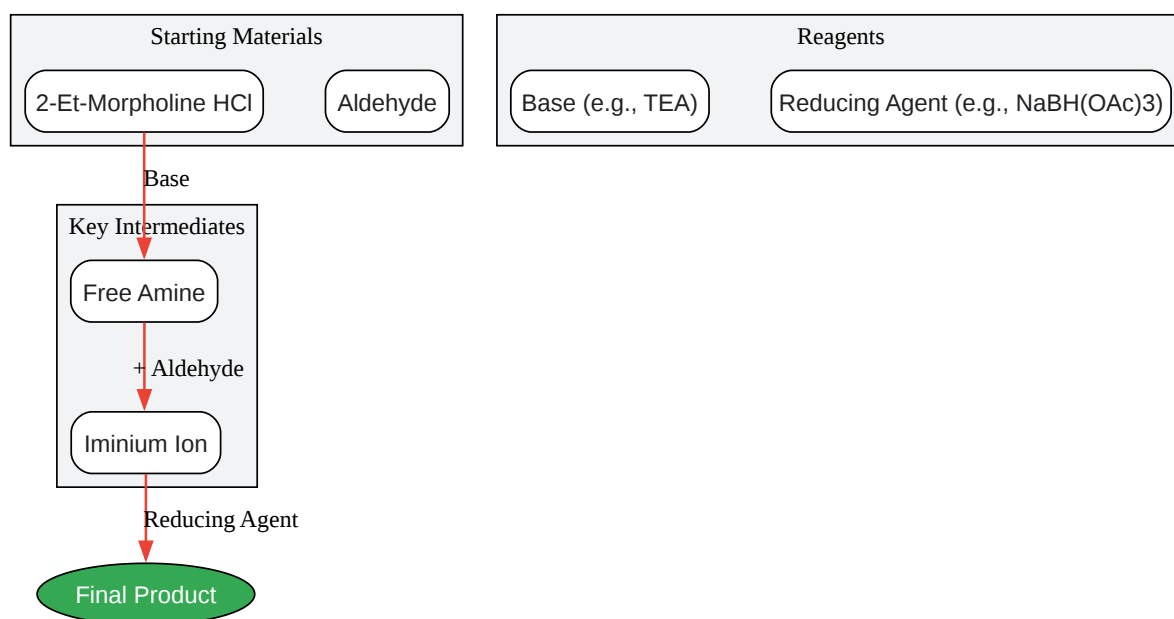 Starting Materials
2-Et-Morpholine HCl
Aldehyde
Reagents
Base (e.g., TEA)
Reducing Agent (e.g., NaBH(OAc)3)
Base
Key Intermediates
Free Amine
+ Aldehyde
Iminium Ion
Reducing Agent
Final Product